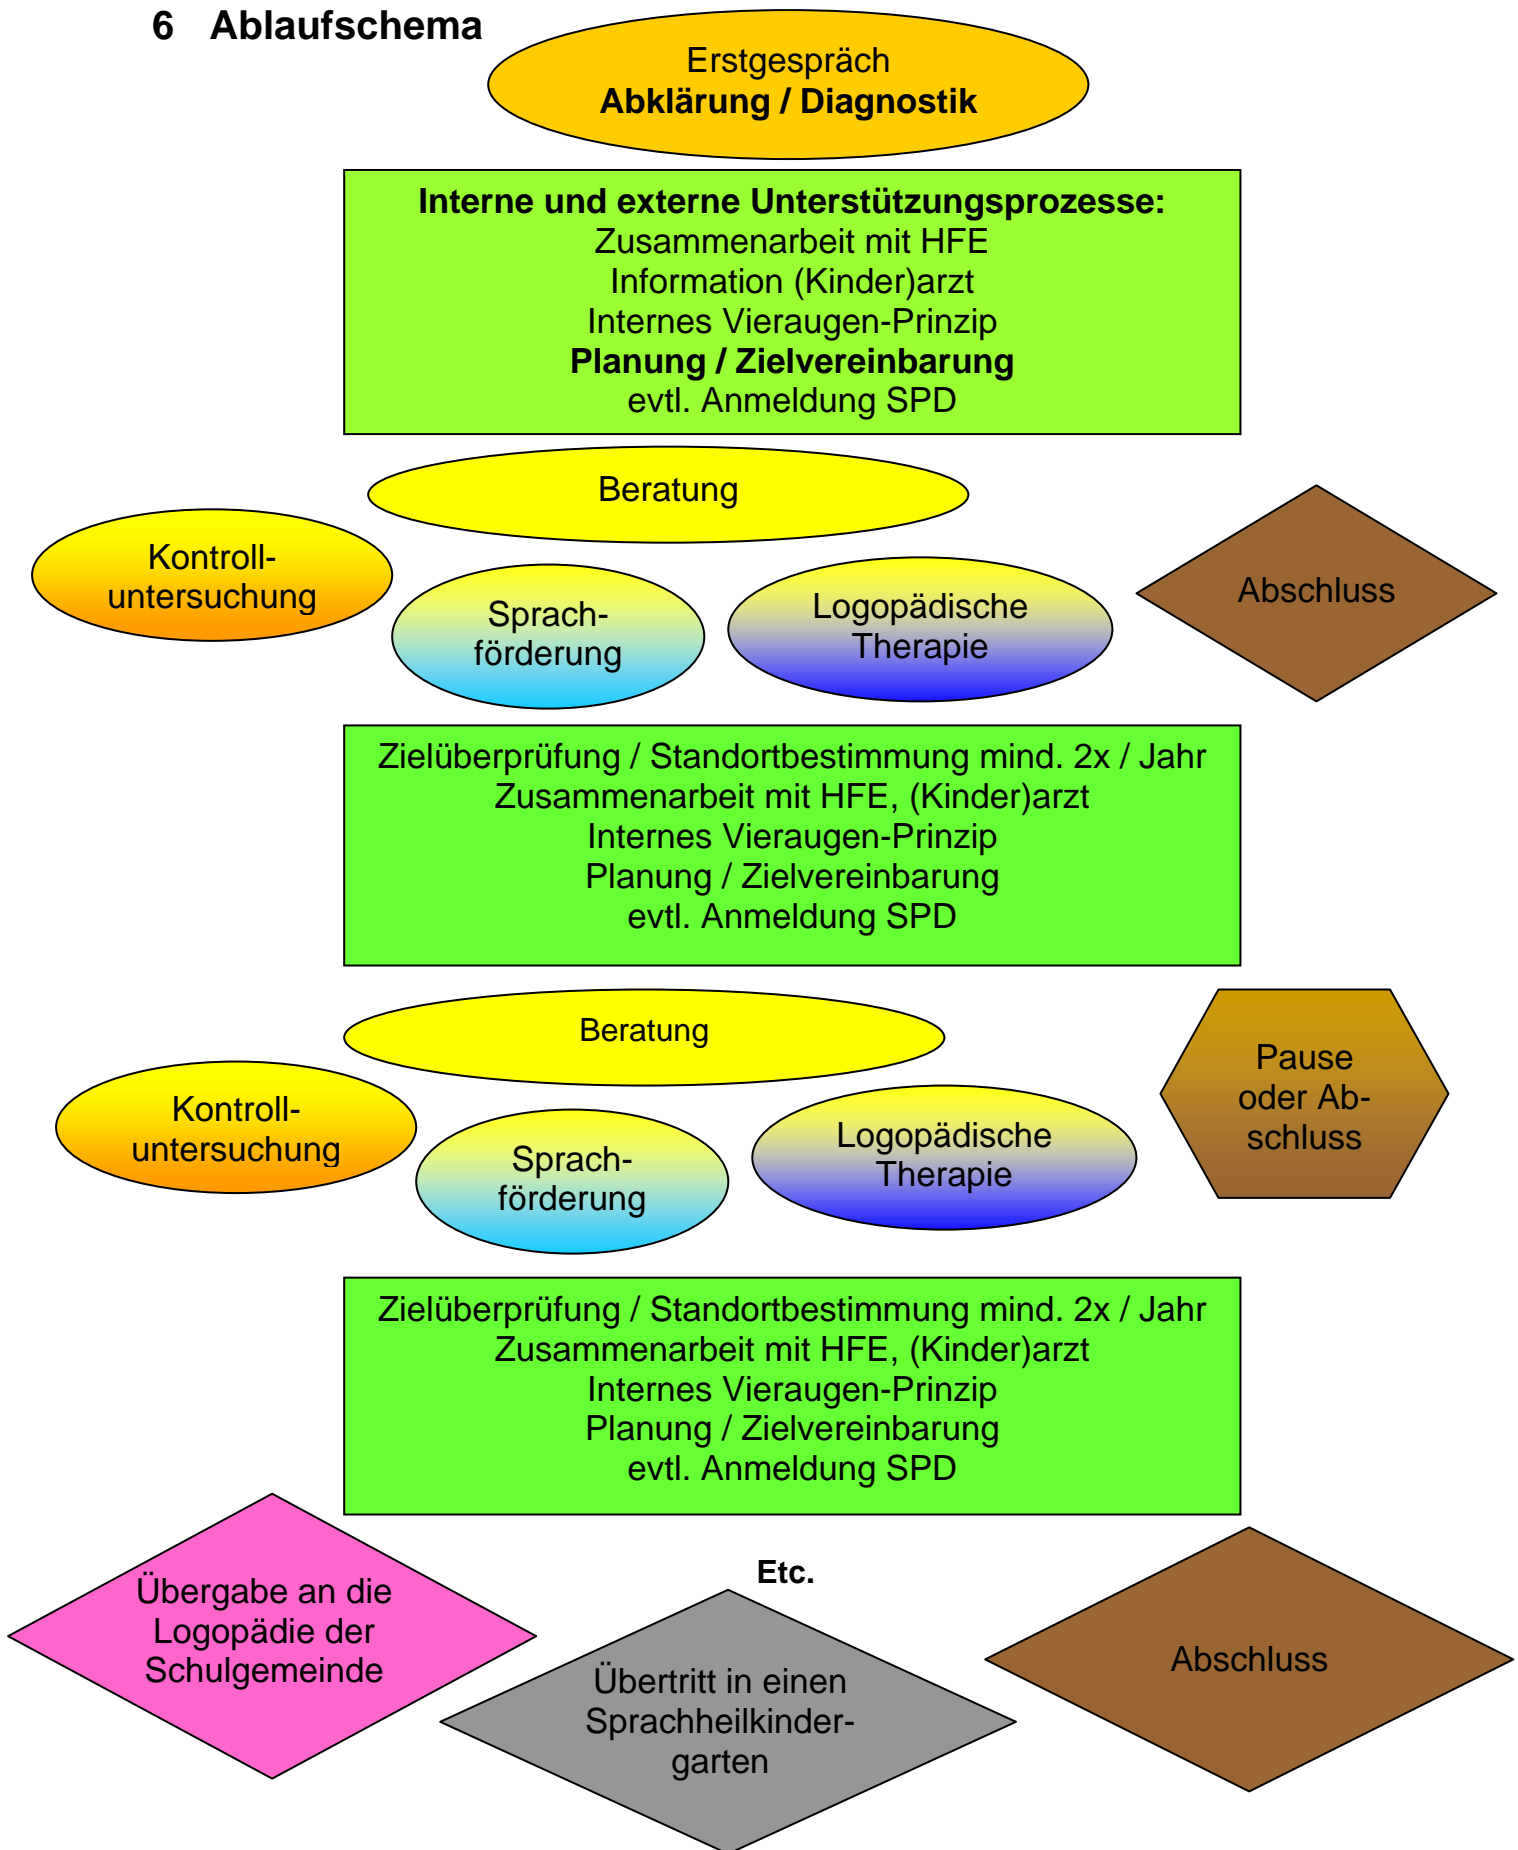 6 Ablaufschema
Erstgespräch
Abklärung / Diagnostik
Interne und externe Unterstützungsprozesse:
Zusammenarbeit mit HFE
Information (Kinder)arzt
Internes Vieraugen-Prinzip
Planung / Zielvereinbarung
evtl. Anmeldung SPD
Beratung
Kontroll-
untersuchung
Sprach-
förderung
Logopädische
Therapie
Abschluss
Zielüberprüfung / Standortbestimmung mind. 2x / Jahr
Zusammenarbeit mit HFE, (Kinder)arzt
Internes Vieraugen-Prinzip
Planung / Zielvereinbarung
evtl. Anmeldung SPD
Beratung
Kontroll-
untersuchung
Sprach-
förderung
Logopädische
Therapie
Pause
oder Ab-
schluss
Zielüberprüfung / Standortbestimmung mind. 2x / Jahr
Zusammenarbeit mit HFE, (Kinder)arzt
Internes Vieraugen-Prinzip
Planung / Zielvereinbarung
evtl. Anmeldung SPD
Etc.
Übergabe an die
Logopädie der
Schulgemeinde
Übertritt in einen
Sprachheilkinder-
garten
Abschluss